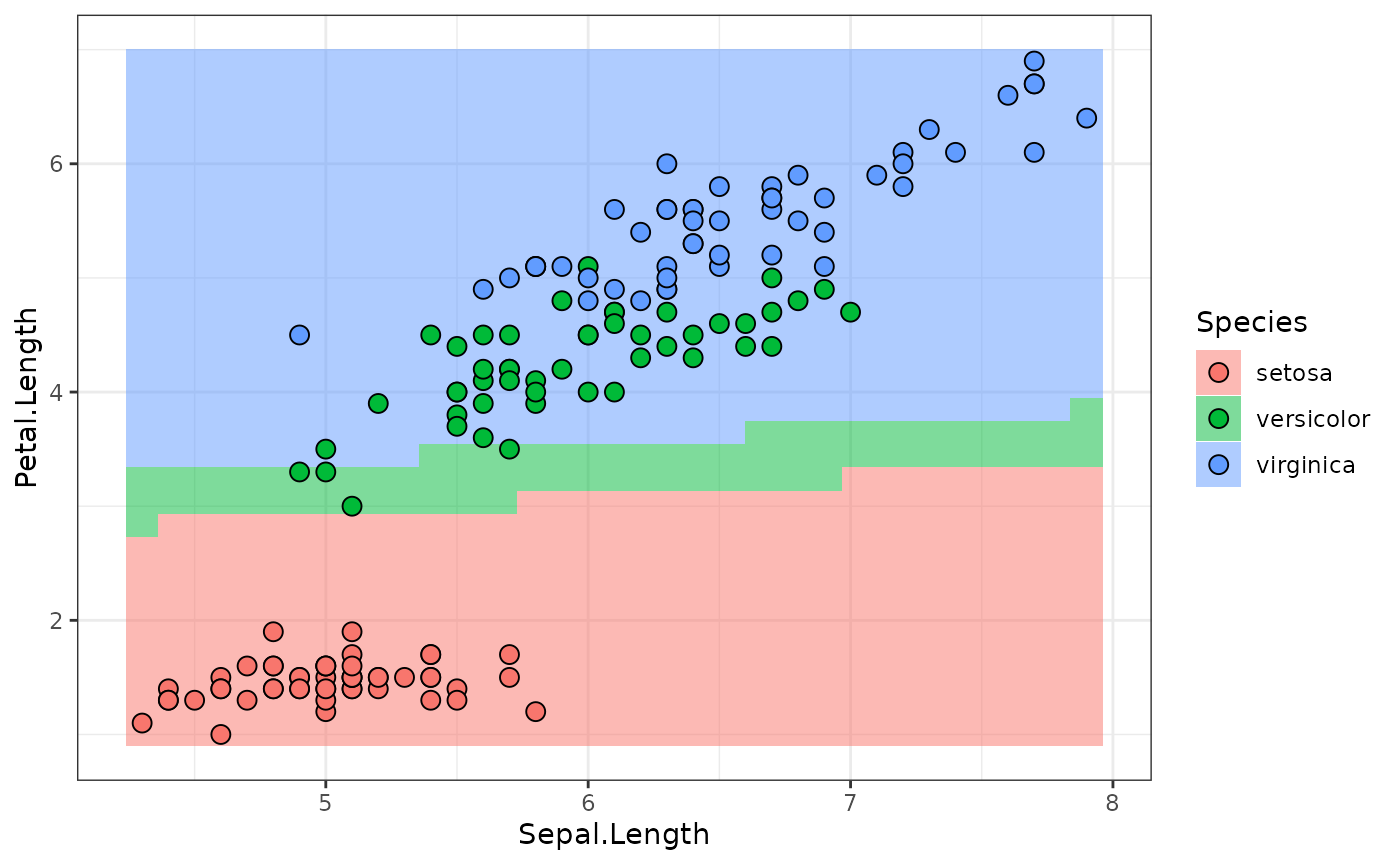 Petal.Length
6
4
2
5 6 7 8
Sepal.Length
Species
setosa
versicolor
virginica